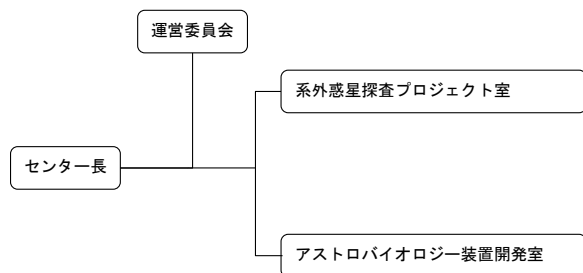 運営委員会
系外惑星探査プロジェクト室
センター長
アストロバイオロジー装置開発室